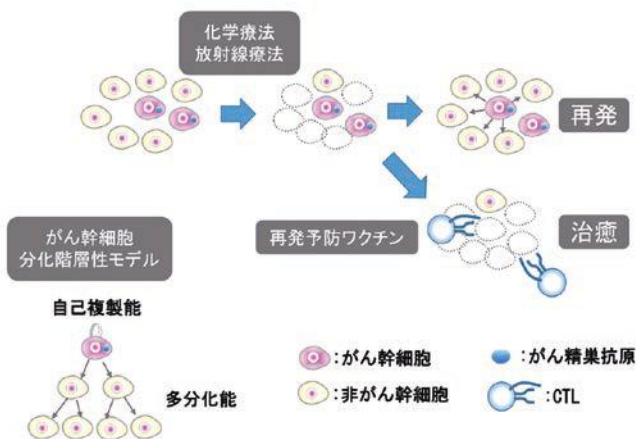 化学療法
放射線療法
再発
再発予防ワクチン
治癒
がん幹細胞
分化階層性モデル
自己複製能
多分化能
:がん幹細胞
:がん精巣抗原
:非がん幹細胞
:CTL